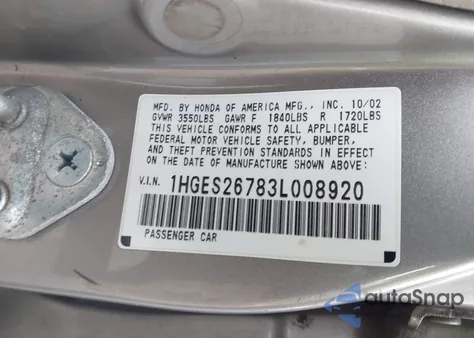 MFD. BY HONDA OF AMERICA MFG., INC. 10/02
GVWR 3550LBS GAWR F 1840LBS R 1720LBS
THIS VEHICLE CONFORMS TO ALL APPLICABLE
FEDERAL MOTOR VEHICLE SAFETY, BUMPER,
AND THEFT PREVENTION STANDARDS IN EFFECT
ON THE DATE OF MANUFACTURE SHOWN ABOVE:
V.I.N. 1HGES26783L008920
PASSENGER CAR
autoSnap